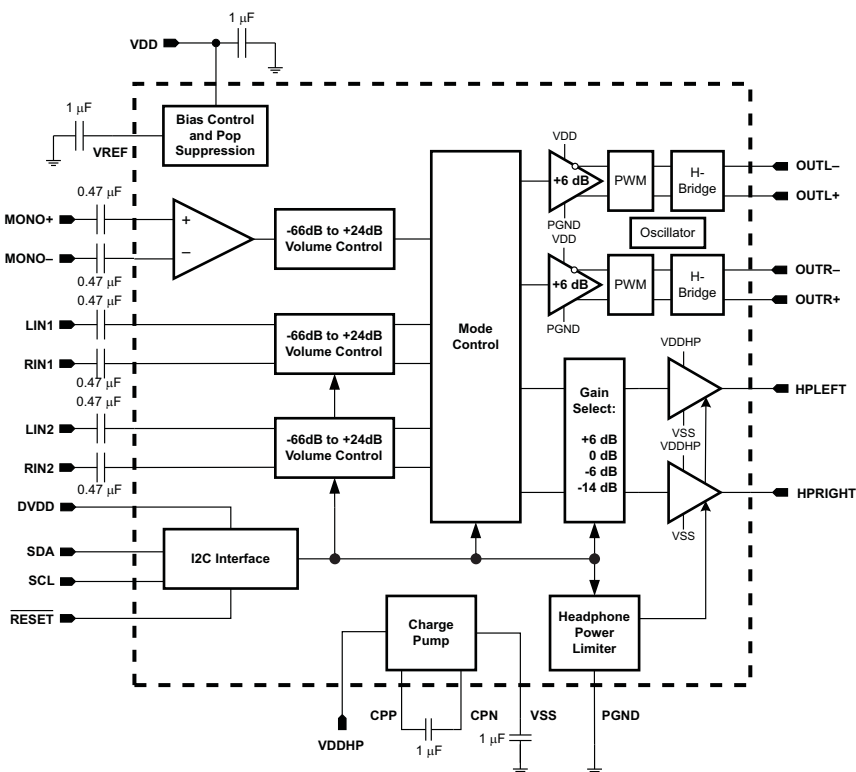 1 μF
VDD
1 μF
VREF
Bias Control
and Pop
Suppression
0.47 μF
MONO+
MONO–
0.47 μF
+
–
-66dB to +24dB
Volume Control
0.47 μF
LIN1
RIN1
0.47 μF
-66dB to +24dB
Volume Control
0.47 μF
LIN2
RIN2
0.47 μF
-66dB to +24dB
Volume Control
DVDD
SDA
SCL
RESET
I2C Interface
Mode
Control
VDD
+6 dB
PGND
PWM
H-
Bridge
OUTL–
OUTL+
Oscillator
VDD
+6 dB
PGND
PWM
H-
Bridge
OUTR–
OUTR+
Gain
Select:
+6 dB
0 dB
-6 dB
-14 dB
VDDHP
VSS
HPLEFT
VDDHP
VSS
HPRIGHT
Charge
Pump
Headphone
Power
Limiter
VDDHP
CPP
1 μF
CPN
1 μF
VSS
PGND